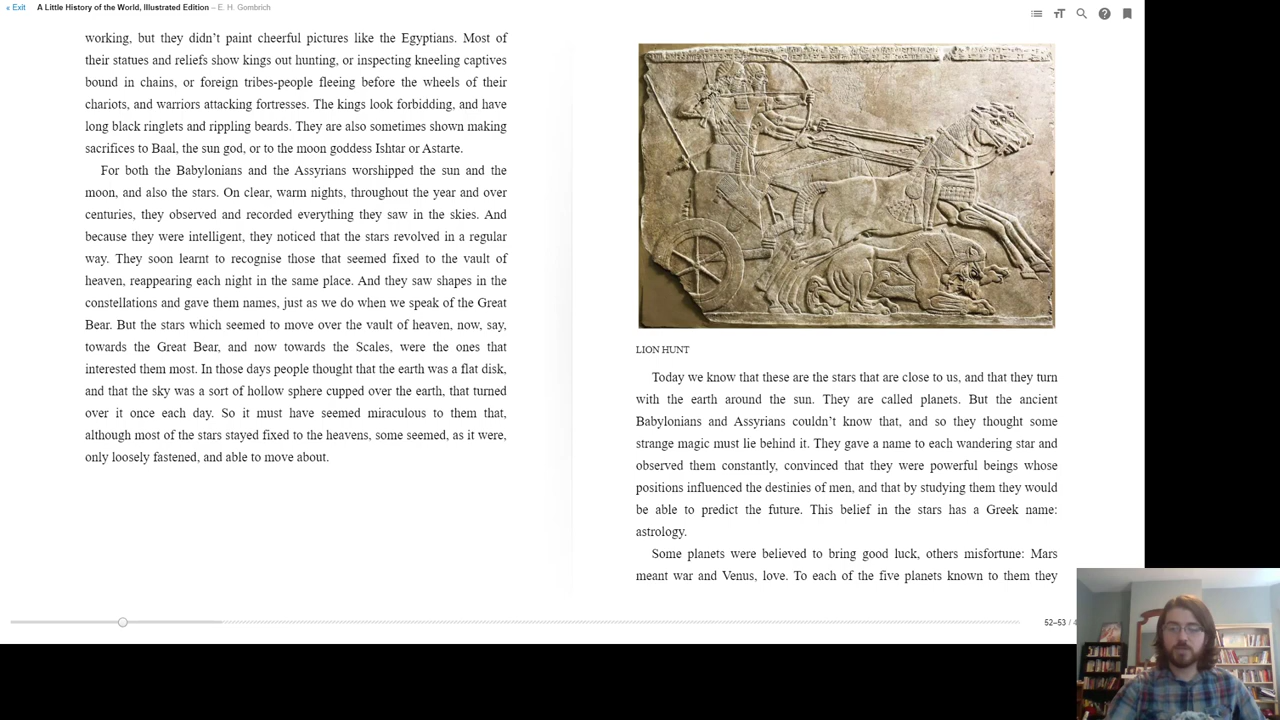 « Exit A Little History of the World, Illustrated Edition – E. H. Gombrich
working, but they didn’t paint cheerful pictures like the Egyptians. Most of
their statues and reliefs show kings out hunting, or inspecting kneeling captives
bound in chains, or foreign tribes-people fleeing before the wheels of their
chariots, and warriors attacking fortresses. The kings look forbidding, and have
long black ringlets and rippling beards. They are also sometimes shown making
sacrifices to Baal, the sun god, or to the moon goddess Ishtar or Astarte.
For both the Babylonians and the Assyrians worshipped the sun and the
moon, and also the stars. On clear, warm nights, throughout the year and over
centuries, they observed and recorded everything they saw in the skies. And
because they were intelligent, they noticed that the stars revolved in a regular
way. They soon learnt to recognise those that seemed fixed to the vault of
heaven, reappearing each night in the same place. And they saw shapes in the
constellations and gave them names, just as we do when we speak of the Great
Bear. But the stars which seemed to move over the vault of heaven, now, say,
towards the Great Bear, and now towards the Scales, were the ones that
interested them most. In those days people thought that the earth was a flat disk,
and that the sky was a sort of hollow sphere cupped over the earth, that turned
over it once each day. So it must have seemed miraculous to them that,
although most of the stars stayed fixed to the heavens, some seemed, as it were,
only loosely fastened, and able to move about.
LION HUNT
Today we know that these are the stars that are close to us, and that they turn
with the earth around the sun. They are called planets. But the ancient
Babylonians and Assyrians couldn’t know that, and so they thought some
strange magic must lie behind it. They gave a name to each wandering star and
observed them constantly, convinced that they were powerful beings whose
positions influenced the destinies of men, and that by studying them they would
be able to predict the future. This belief in the stars has a Greek name:
astrology.
Some planets were believed to bring good luck, others misfortune: Mars
meant war and Venus, love. To each of the five planets known to them they
52–53 /